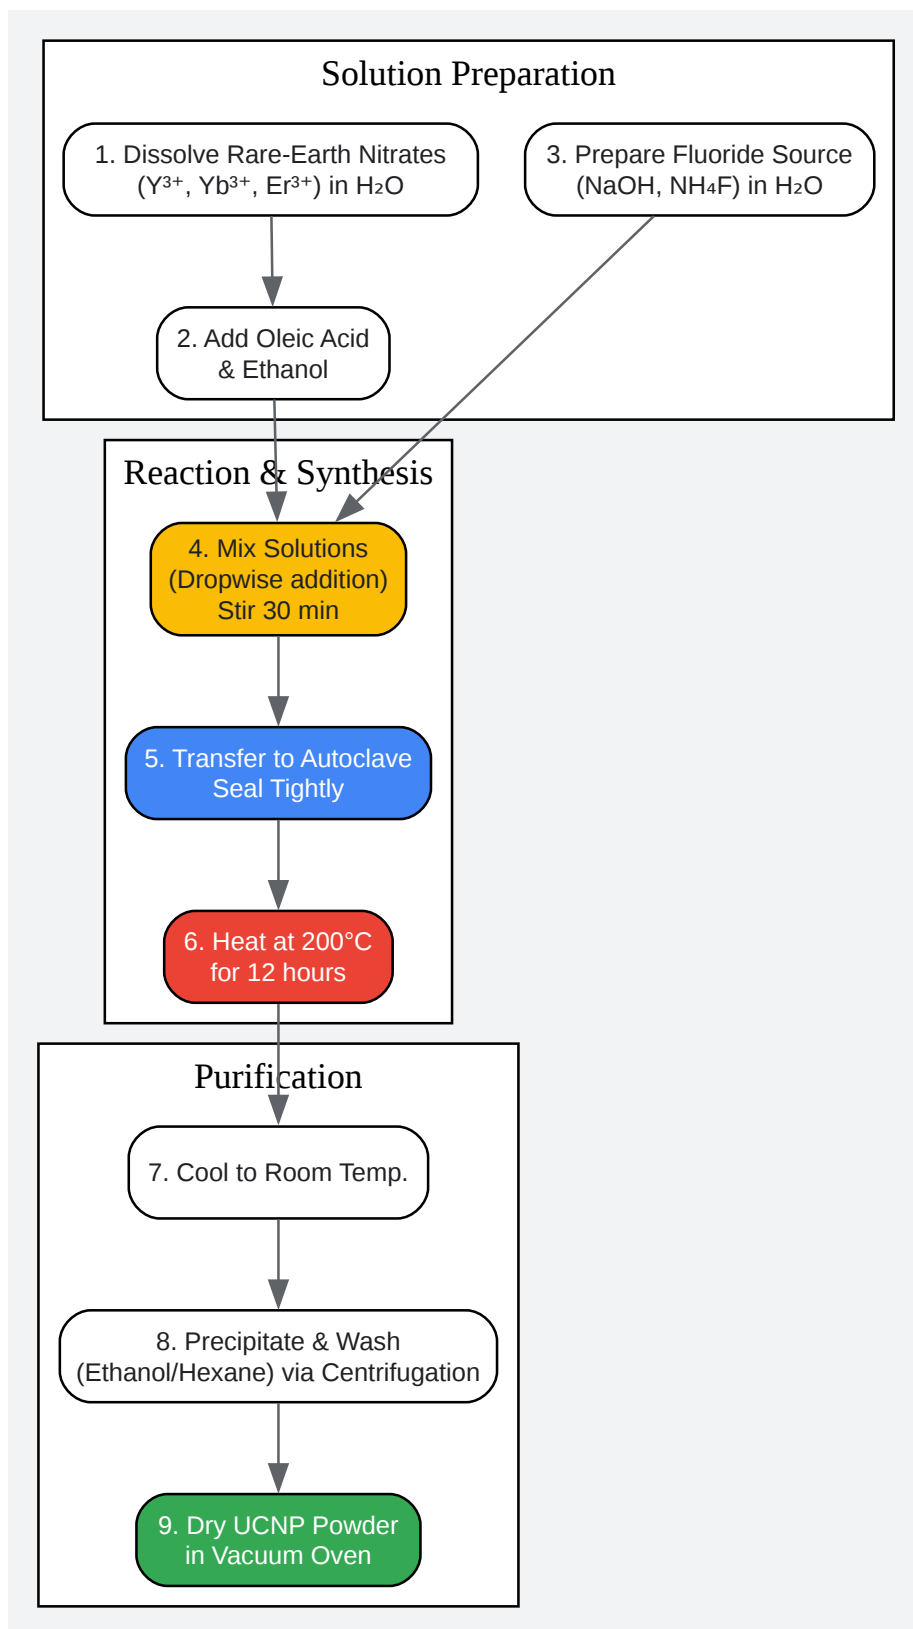 Solution Preparation
1. Dissolve Rare-Earth Nitrates
(Y³⁺, Yb³⁺, Er³⁺) in H₂O
3. Prepare Fluoride Source
(NaOH, NH₄F) in H₂O
2. Add Oleic Acid
& Ethanol
Reaction & Synthesis
4. Mix Solutions
(Dropwise addition)
Stir 30 min
5. Transfer to Autoclave
Seal Tightly
6. Heat at 200°C
for 12 hours
Purification
7. Cool to Room Temp.
8. Precipitate & Wash
(Ethanol/Hexane) via Centrifugation
9. Dry UCNP Powder
in Vacuum Oven